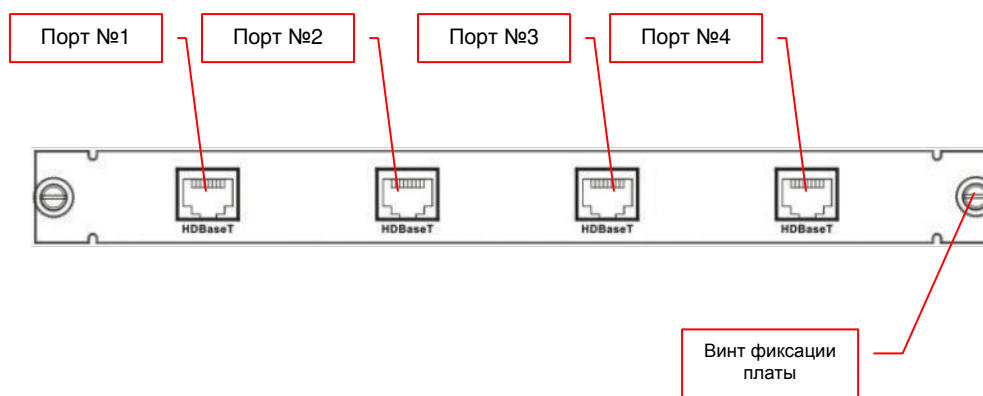 Порт №1
Порт №2
Порт №3
Порт №4
HDBaseT
HDBaseT
HDBaseT
HDBaseT
Винт фиксации
платы